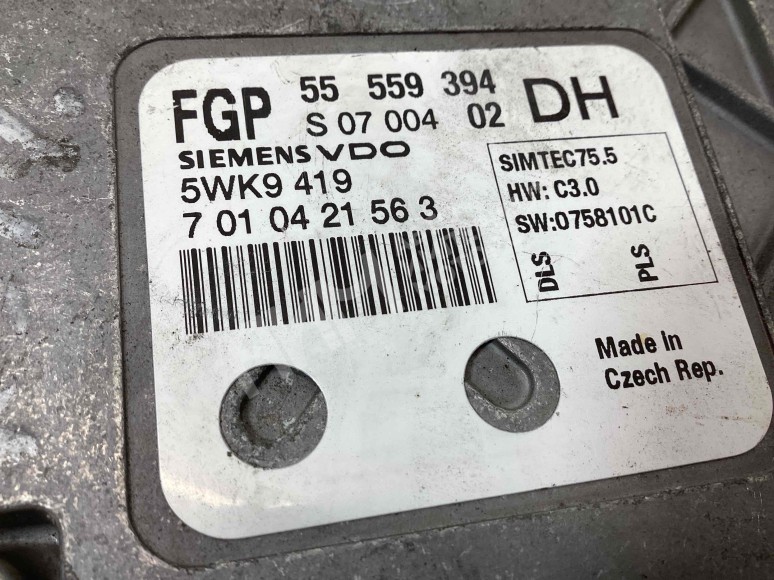 FGP 55 559 394 DH
S 07 004 02
SIEMENS VDO
5WK9 419
7 01 04 21 56 3
SIMTEC75.5
HW: C3.0
SW:0758101C
DLS PLS
Made In
Czech Rep.